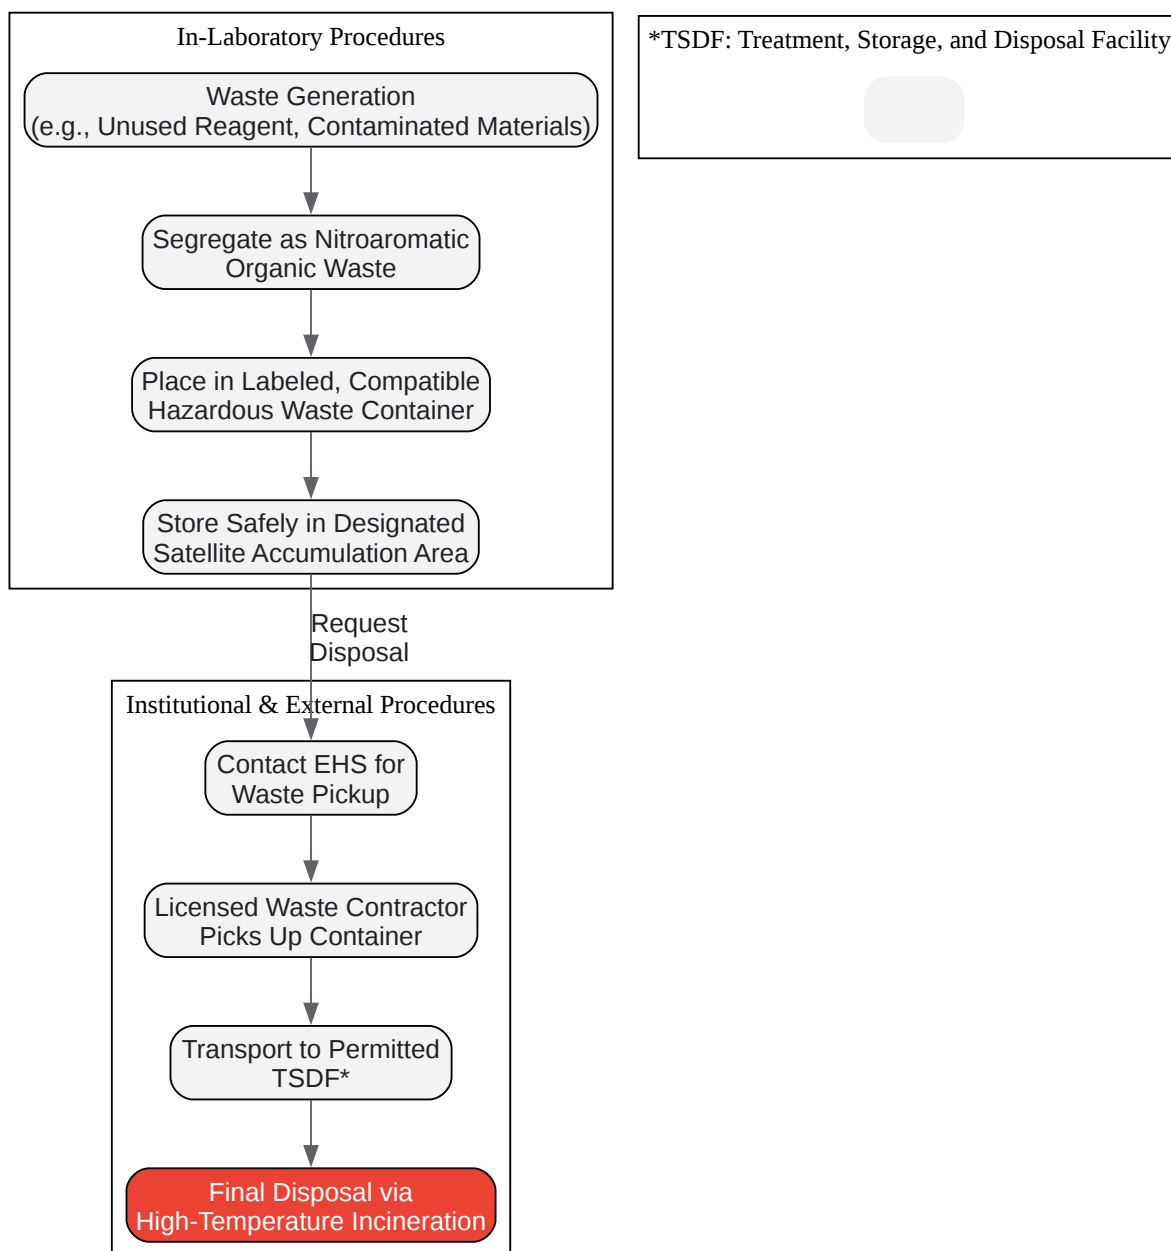 In-Laboratory Procedures
Waste Generation
(e.g., Unused Reagent, Contaminated Materials)
Segregate as Nitroaromatic
Organic Waste
Place in Labeled, Compatible
Hazardous Waste Container
Store Safely in Designated
Satellite Accumulation Area
Request
Disposal
Institutional & External Procedures
Contact EHS for
Waste Pickup
Licensed Waste Contractor
Picks Up Container
Transport to Permitted
TSDF*
Final Disposal via
High-Temperature Incineration
*TSDF: Treatment, Storage, and Disposal Facility